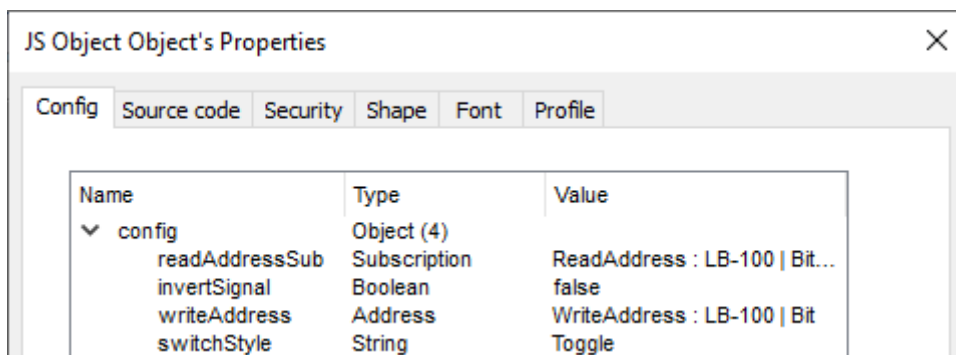 JS Object Object's Properties
Config Source code Security Shape Font Profile
Name Type Value
config Object (4)
readAddressSub Subscription ReadAddress : LB-100 | Bit...
invertSignal Boolean false
writeAddress Address WriteAddress : LB-100 | Bit
switchStyle String Toggle